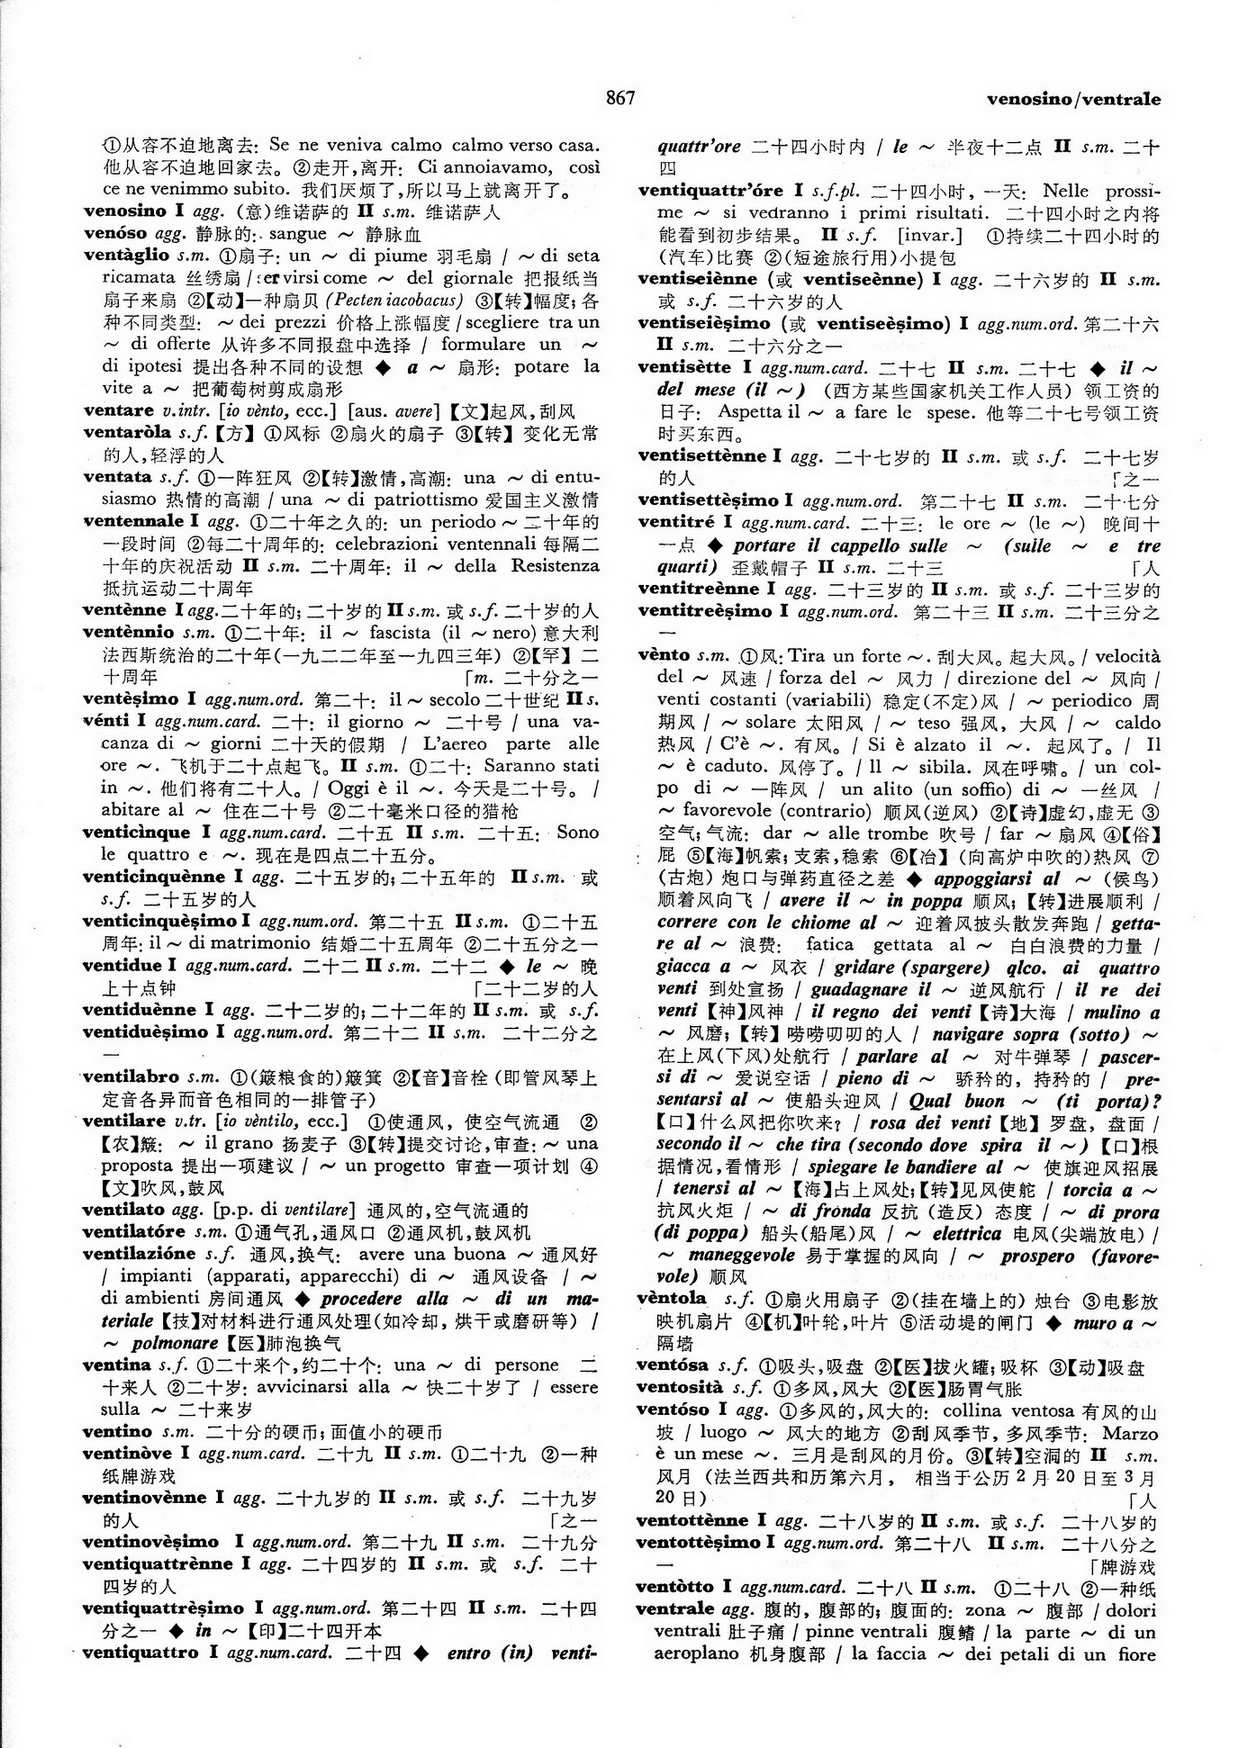 867
venosino/ventrale
①从容不迫地离去: Se ne veniva calmo calmo verso casa.
他从容不迫地回家去。②走开,离开: Ci annoiavamo, così
ce ne venimmo subito. 我们厌烦了,所以马上就离开了。
venosino I agg. (意)维诺萨的 II s.m. 维诺萨人
venóso agg. 静脉的: sangue ~ 静脉血
ventàglio s.m. ①扇子: un ~ di piume 羽毛扇 / ~ di seta
ricamata 丝绣扇 / servirsi come ~ del giornale 把报纸当
扇子来扇 ②【动】一种扇贝 (Pecten iacobacus) ③【转】幅度; 各
种不同类型: ~ dei prezzi 价格上涨幅度 / scegliere tra un
~ di offerte 从许多不同报盘中选择 / formulare un ~
di ipotesi 提出各种不同的设想 ◆ a ~ 扇形: potare la
vite a ~ 把葡萄树剪成扇形
ventare v.intr. [io vènto, ecc.] [aus. avere]【文】起风,刮风
ventaròla s.f.【方】①风标 ②扇火的扇子 ③【转】变化无常
的人,轻浮的人
ventata s.f. ①一阵狂风 ②【转】激情,高潮: una ~ di entu-
siasmo 热情的高潮 / una ~ di patriottismo 爱国主义激情
ventennale I agg. ①二十年之久的: un periodo ~ 二十年的
一段时间 ②每二十周年的: celebrazioni ventennali 每隔二
十年的庆祝活动 II s.m. 二十周年: il ~ della Resistenza
抵抗运动二十周年
ventènne I agg.二十年的; 二十岁的 II s.m. 或 s.f. 二十岁的人
ventènnio s.m. ①二十年: il ~ fascista (il ~ nero) 意大利
法西斯统治的二十年(一九二二年至一九四三年) ②【罕】二
十周年 「m. 二十分之一
ventèṣimo I agg.num.ord. 第二十: il ~ secolo 二十世纪 II s.
vénti I agg.num.card. 二十: il giorno ~ 二十号 / una va-
canza di ~ giorni 二十天的假期 / L'aereo parte alle
ore ~. 飞机于二十点起飞。II s.m. ①二十: Saranno stati
in ~. 他们将有二十人。/ Oggi è il ~. 今天是二十号。/
abitare al ~ 住在二十号 ②二十毫米口径的猎枪
venticìnque I agg.num.card. 二十五 II s.m. 二十五: Sono
le quattro e ~. 现在是四点二十五分。
venticinquènne I agg. 二十五岁的; 二十五年的 II s.m. 或
s.f. 二十五岁的人
venticinquèṣimo I agg.num.ord. 第二十五 II s.m. ①二十五
周年: il ~ di matrimonio 结婚二十五周年 ②二十五分之一
ventidue I agg.num.card. 二十二 II s.m. 二十二 ◆ le ~ 晚
上十点钟 「二十二岁的人
ventiduènne I agg. 二十二岁的; 二十二年的 II s.m. 或 s.f.
ventiduèṣimo I agg.num.ord. 第二十二 II s.m. 二十二分之
一
ventilabro s.m. ①(簸粮食的)簸箕 ②【音】音栓 (即管风琴上
定音各异而音色相同的一排管子)
ventilare v.tr. [io vèntilo, ecc.] ①使通风, 使空气流通 ②
【农】簸: ~ il grano 扬麦子 ③【转】提交讨论,审查: ~ una
proposta 提出一项建议 / ~ un progetto 审查一项计划 ④
【文】吹风,鼓风
ventilato agg. [p.p. di ventilare] 通风的,空气流通的
ventilatóre s.m. ①通气孔,通风口 ②通风机,鼓风机
ventilazióne s.f. 通风,换气: avere una buona ~ 通风好
/ impianti (apparati, apparecchi) di ~ 通风设备 / ~
di ambienti 房间通风 ◆ procedere alla ~ di un ma-
teriale【技】对材料进行通风处理(如冷却, 烘干或磨研等) /
~ polmonare【医】肺泡换气
ventina s.f. ①二十来个,约二十个: una ~ di persone 二
十来人 ②二十岁: avvicinarsi alla ~ 快二十岁了 / essere
sulla ~ 二十来岁
ventino s.m. 二十分的硬币; 面值小的硬币
ventinòve I agg.num.card. 二十九 II s.m. ①二十九 ②一种
纸牌游戏
ventinovènne I agg. 二十九岁的 II s.m. 或 s.f. 二十九岁
的人 「之一
ventinovèṣimo I agg.num.ord. 第二十九 II s.m. 二十九分
ventiquattrènne I agg. 二十四岁的 II s.m. 或 s.f. 二十
四岁的人
ventiquattrèṣimo I agg.num.ord. 第二十四 II s.m. 二十四
分之一 ◆ in ~【印】二十四开本
ventiquattro I agg.num.card. 二十四 ◆ entro (in) venti-
quattr'ore 二十四小时内 / le ~ 半夜十二点 II s.m. 二十
四
ventiquattr'óre I s.f.pl. 二十四小时, 一天: Nelle prossi-
me ~ si vedranno i primi risultati. 二十四小时之内将
能看到初步结果。 II s.f. [invar.] ①持续二十四小时的
(汽车)比赛 ②(短途旅行用)小提包
ventiseiènne (或 ventiseènne) I agg. 二十六岁的 II s.m.
或 s.f. 二十六岁的人
ventiseièṣimo (或 ventiseèṣimo) I agg.num.ord. 第二十六
II s.m. 二十六分之一
ventisètte I agg.num.card. 二十七 II s.m. 二十七 ◆ il ~
del mese (il ~) (西方某些国家机关工作人员) 领工资的
日子: Aspetta il ~ a fare le spese. 他等二十七号领工资
时买东西。
ventisettènne I agg. 二十七岁的 II s.m. 或 s.f. 二十七岁
的人 「之一
ventisettèṣimo I agg.num.ord. 第二十七 II s.m. 二十七分
ventitré I agg.num.card. 二十三: le ore ~ (le ~) 晚间十
一点 ◆ portare il cappello sulle ~ (sulle ~ e tre
quarti) 歪戴帽子 II s.m. 二十三 「人
ventitreènne I agg. 二十三岁的 II s.m. 或 s.f. 二十三岁的
ventitreèṣimo I agg.num.ord. 第二十三 II s.m. 二十三分之
一
vènto s.m. ①风: Tira un forte ~. 刮大风。起大风。/ velocità
del ~ 风速 / forza del ~ 风力 / direzione del ~ 风向 /
venti costanti (variabili) 稳定(不定)风 / ~ periodico 周
期风 / ~ solare 太阳风 / ~ teso 强风, 大风 / ~ caldo
热风 / C'è ~. 有风。/ Si è alzato il ~. 起风了。/ Il
~ è caduto. 风停了。/ Il ~ sibila. 风在呼啸。/ un col-
po di ~ 一阵风 / un alito (un soffio) di ~ 一丝风 /
~ favorevole (contrario) 顺风(逆风) ②【诗】虚幻,虚无 ③
空气; 气流: dar ~ alle trombe 吹号 / far ~ 扇风 ④【俗】
屁 ⑤【海】帆索; 支索,稳索 ⑥【冶】(向高炉中吹的)热风 ⑦
(古炮) 炮口与弹药直径之差 ◆ appoggiarsi al ~ (候鸟)
顺着风向飞 / avere il ~ in poppa 顺风;【转】进展顺利 /
correre con le chiome al ~ 迎着风披头散发奔跑 / getta-
re al ~ 浪费: fatica gettata al ~ 白白浪费的力量 /
giacca a ~ 风衣 / gridare (spargere) qlco. ai quattro
venti 到处宣扬 / guadagnare il ~ 逆风航行 / il re dei
venti【神】风神 / il regno dei venti【诗】大海 / mulino a
~ 风磨;【转】唠唠叨叨的人 / navigare sopra (sotto) ~
在上风(下风)处航行 / parlare al ~ 对牛弹琴 / pascer-
si di ~ 爱说空话 / pieno di ~ 骄矜的, 持矜的 / pre-
sentarsi al ~ 使船头迎风 / Qual buon ~ (ti porta)?
【口】什么风把你吹来? / rosa dei venti【地】罗盘, 盘面 /
secondo il ~ che tira (secondo dove spira il ~)【口】根
据情况,看情形 / spiegare le bandiere al ~ 使旗迎风招展
/ tenersi al ~【海】占上风处;【转】见风使舵 / torcia a ~
抗风火炬 / ~ di fronda 反抗 (造反) 态度 / ~ di prora
(di poppa) 船头(船尾)风 / ~ elettrica 电风(尖端放电) /
~ maneggevole 易于掌握的风向 / ~ prospero (favore-
vole) 顺风
vèntola s.f. ①扇火用扇子 ②(挂在墙上的) 烛台 ③电影放
映机扇片 ④【机】叶轮,叶片 ⑤活动堤的闸门 ◆ muro a ~
隔墙
ventósa s.f. ①吸头,吸盘 ②【医】拔火罐; 吸杯 ③【动】吸盘
ventosità s.f. ①多风,风大 ②【医】肠胃气胀
ventóso I agg. ①多风的,风大的: collina ventosa 有风的山
坡 / luogo ~ 风大的地方 ②刮风季节, 多风季节: Marzo
è un mese ~. 三月是刮风的月份。③【转】空洞的 II s.m.
风月 (法兰西共和历第六月, 相当于公历 2 月 20 日至 3 月
20 日) 「人
ventottènne I agg. 二十八岁的 II s.m. 或 s.f. 二十八岁的
ventottèṣimo I agg.num.ord. 第二十八 II s.m. 二十八分之
一 「牌游戏
ventòtto I agg.num.card. 二十八 II s.m. ①二十八 ②一种纸
ventrale agg. 腹的, 腹部的; 腹面的: zona ~ 腹部 / dolori
ventrali 肚子痛 / pinne ventrali 腹鳍 / la parte ~ di un
aeroplano 机身腹部 / la faccia ~ dei petali di un fiore